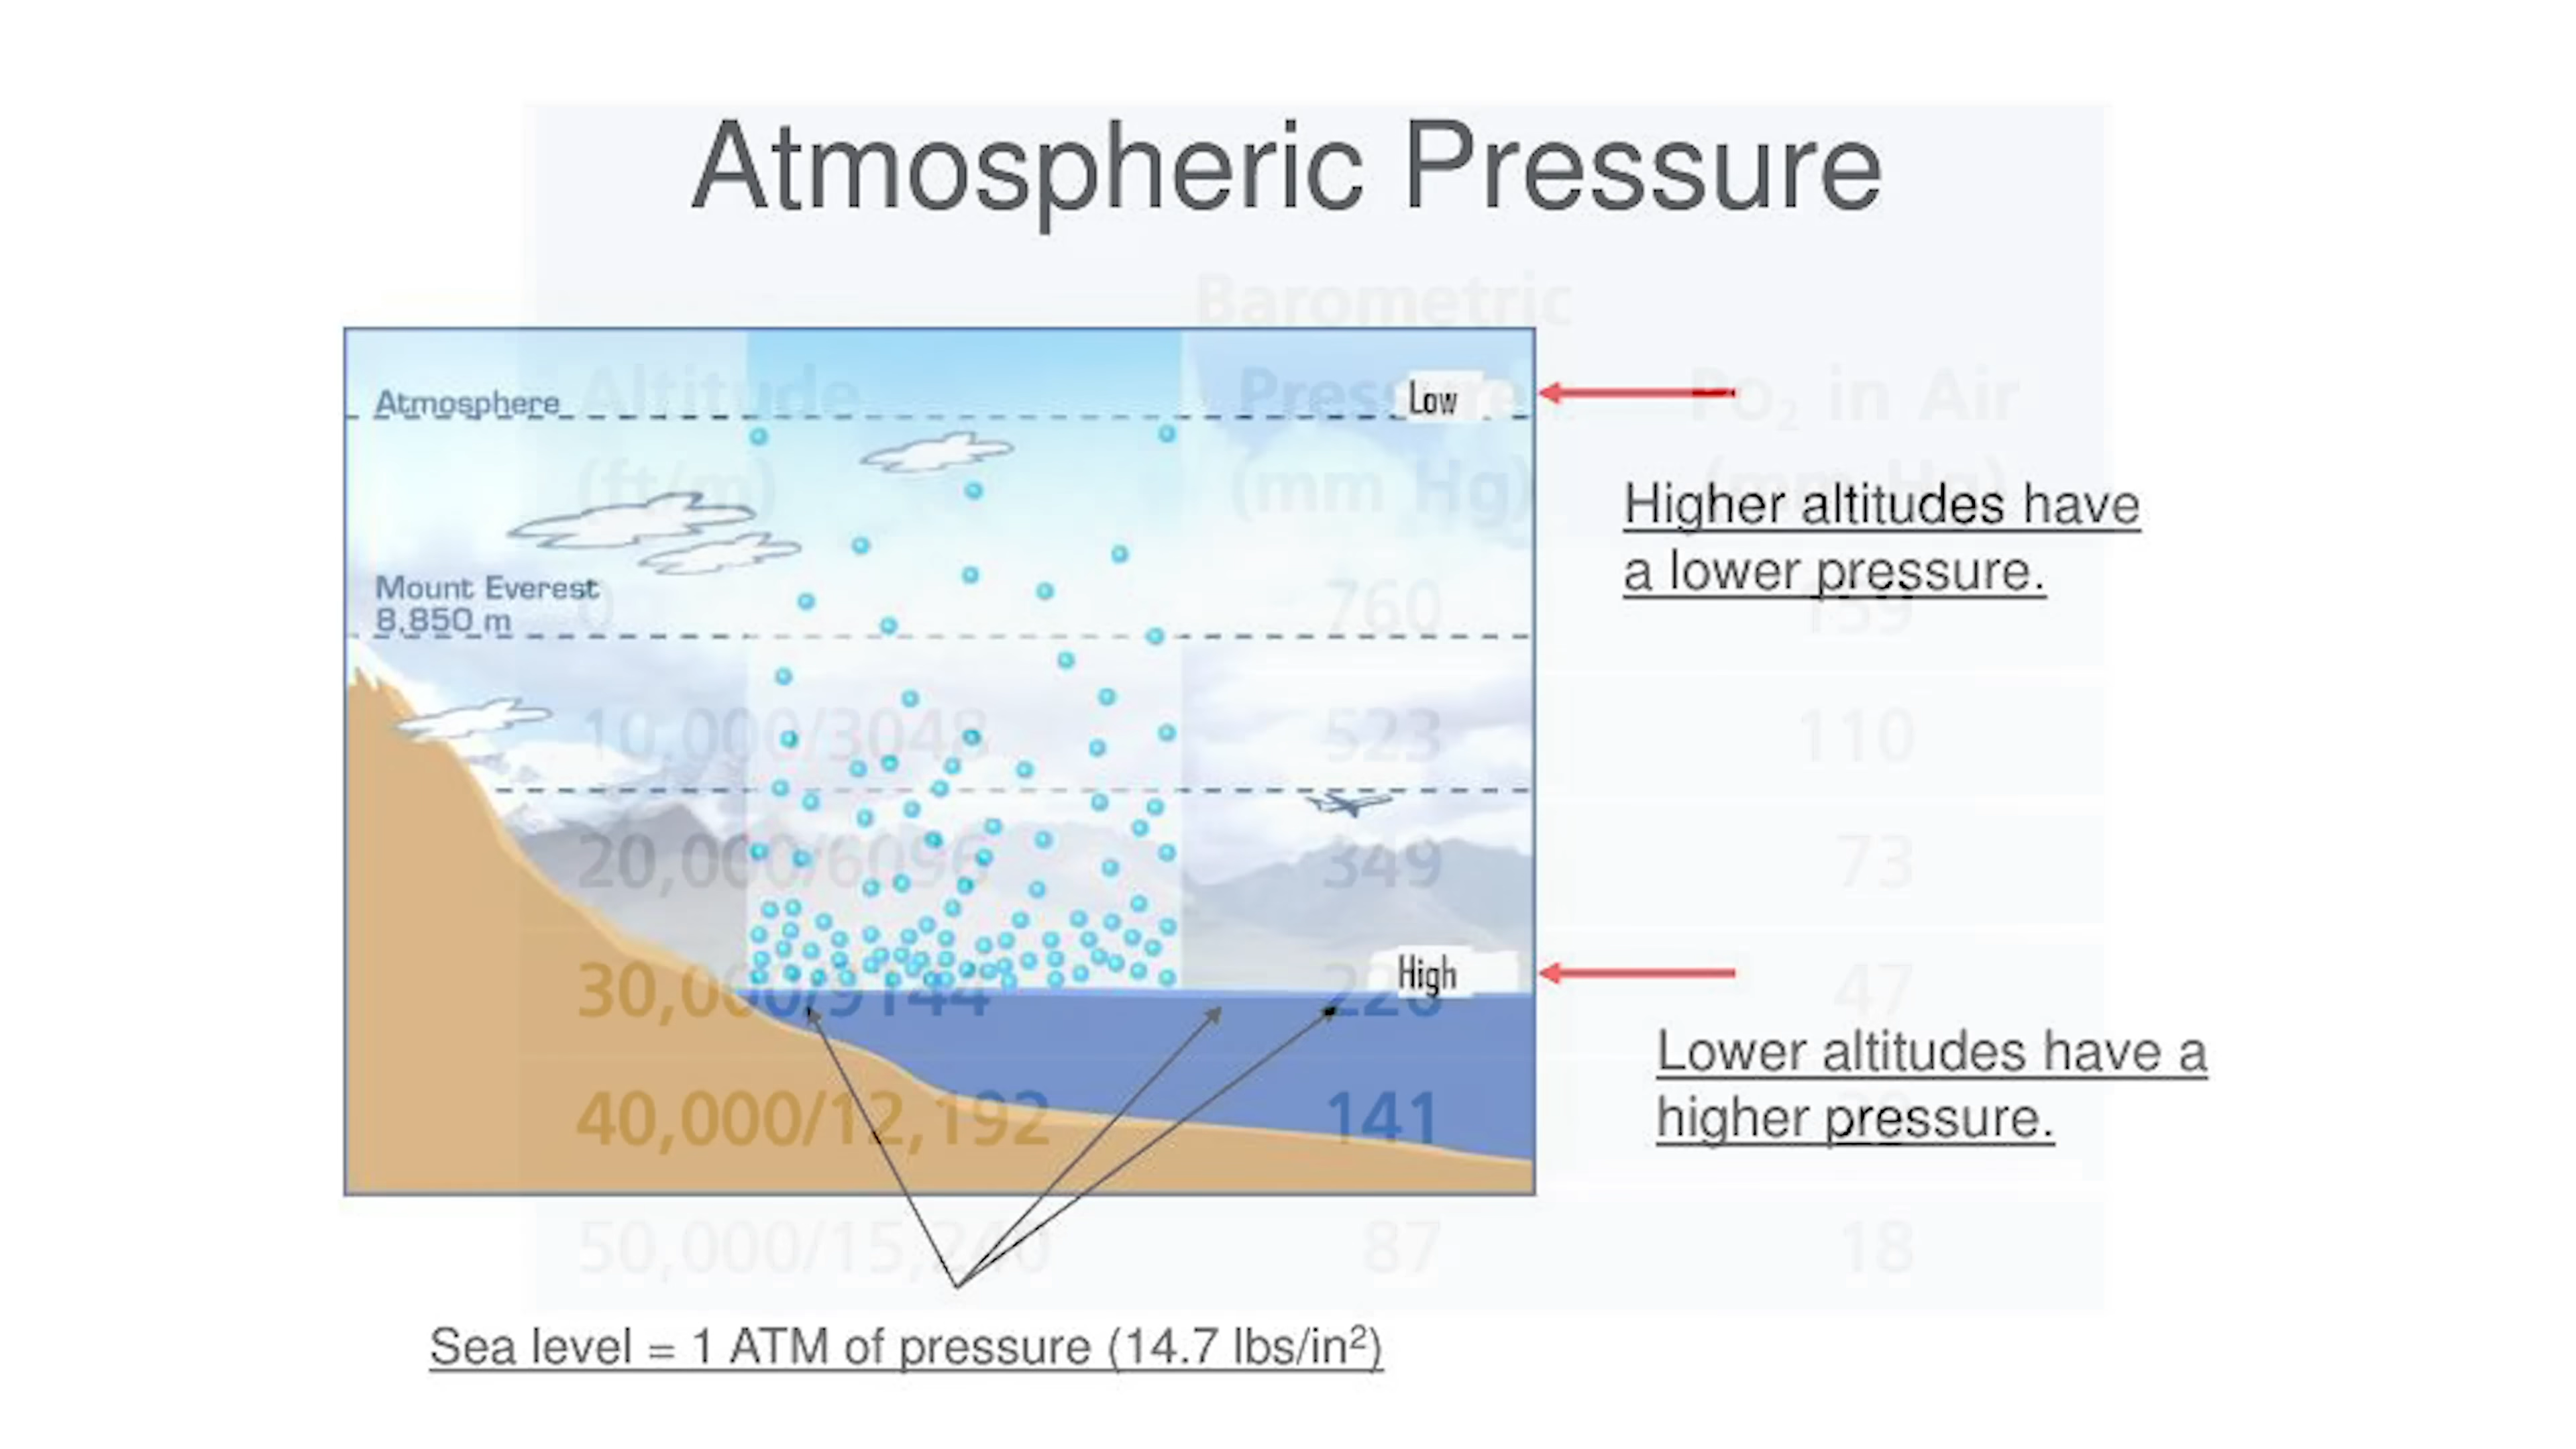 Atmospheric Pressure
Barometric
Altitude Pressure Po₂ in Air
(ft/m) (mm Hg) (mm Hg)
Atmosphere
Low
Higher altitudes have
a lower pressure.
Mount Everest
8,850 m
0 760 159
10,000/3048 523 110
20,000/6096 349 73
30,000/9144 226 47
High
Lower altitudes have a
higher pressure.
40,000/12,192 141
50,000/15,240 87 18
Sea level = 1 ATM of pressure (14.7 lbs/in²)